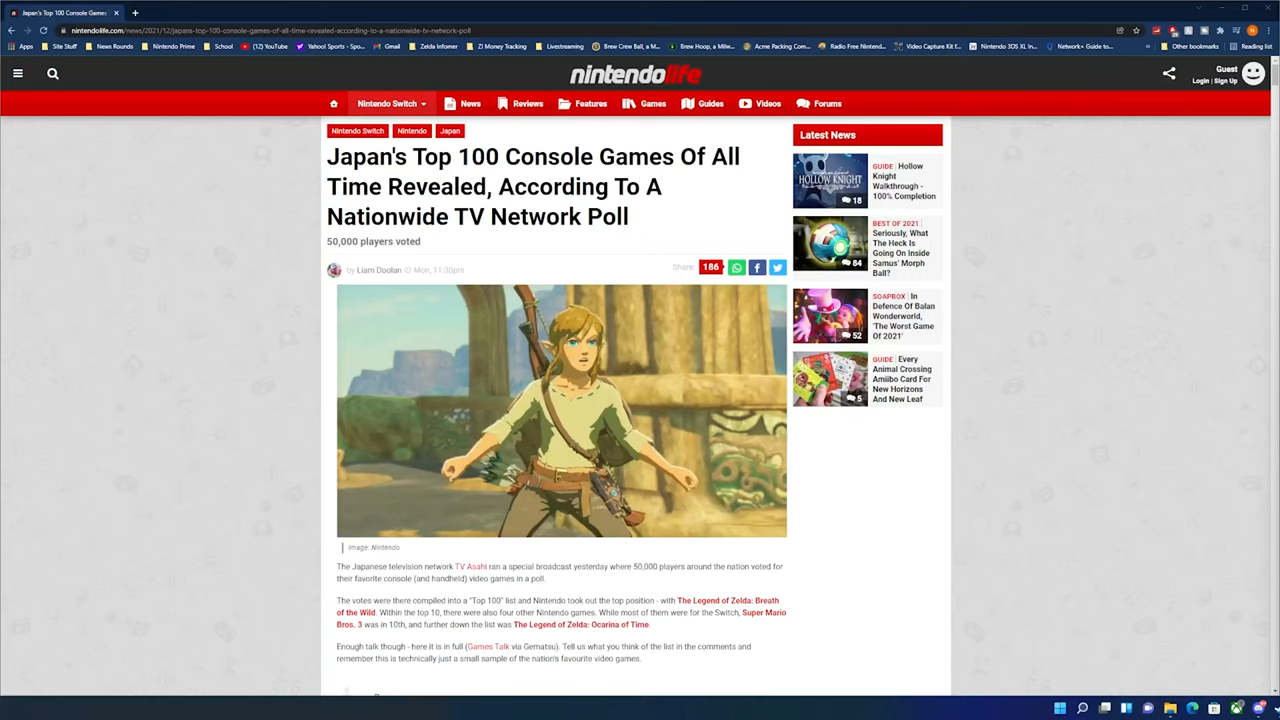 Japan's Top 100 Console Games
nintendolife.com/news/2021/12/japans-top-100-console-games-of-all-time-revealed-according-to-a-nationwide-tv-network-poll
Apps Site Stuff News Rounds Nintendo Prime School (12) YouTube Yahoo! Sports - Spo... Gmail Zelda Informer ZI Money Tracking Livestreaming Brew Crew Ball, a M... Brew Hoop, a Milw... Acme Packing Com... Radio Free Nintend... Video Capture Kit f... Nintendo 3DS XL In... Network+ Guide to... Other bookmarks Reading list
nintendolife
Guest
Login | Sign Up
Nintendo Switch News Reviews Features Games Guides Videos Forums
Nintendo Switch Nintendo Japan
Japan's Top 100 Console Games Of All
Time Revealed, According To A
Nationwide TV Network Poll
50,000 players voted
by Liam Doolan Mon, 11:30pm
Share: 186
Image: Nintendo
The Japanese television network TV Asahi ran a special broadcast yesterday where 50,000 players around the nation voted for
their favorite console (and handheld) video games in a poll.
The votes were there compiled into a "Top 100" list and Nintendo took out the top position - with The Legend of Zelda: Breath
of the Wild. Within the top 10, there were also four other Nintendo games. While most of them were for the Switch, Super Mario
Bros. 3 was in 10th, and further down the list was The Legend of Zelda: Ocarina of Time.
Enough talk though - here it is in full (Games Talk via Gematsu). Tell us what you think of the list in the comments and
remember this is technically just a small sample of the nation's favourite video games.
Latest News
HOLLOW KNIGHT
18
GUIDE Hollow
Knight
Walkthrough -
100% Completion
84
BEST OF 2021
Seriously, What
The Heck Is
Going On Inside
Samus' Morph
Ball?
52
SOAPBOX In
Defence Of Balan
Wonderworld,
'The Worst Game
Of 2021'
5
GUIDE Every
Animal Crossing
Amiibo Card For
New Horizons
And New Leaf